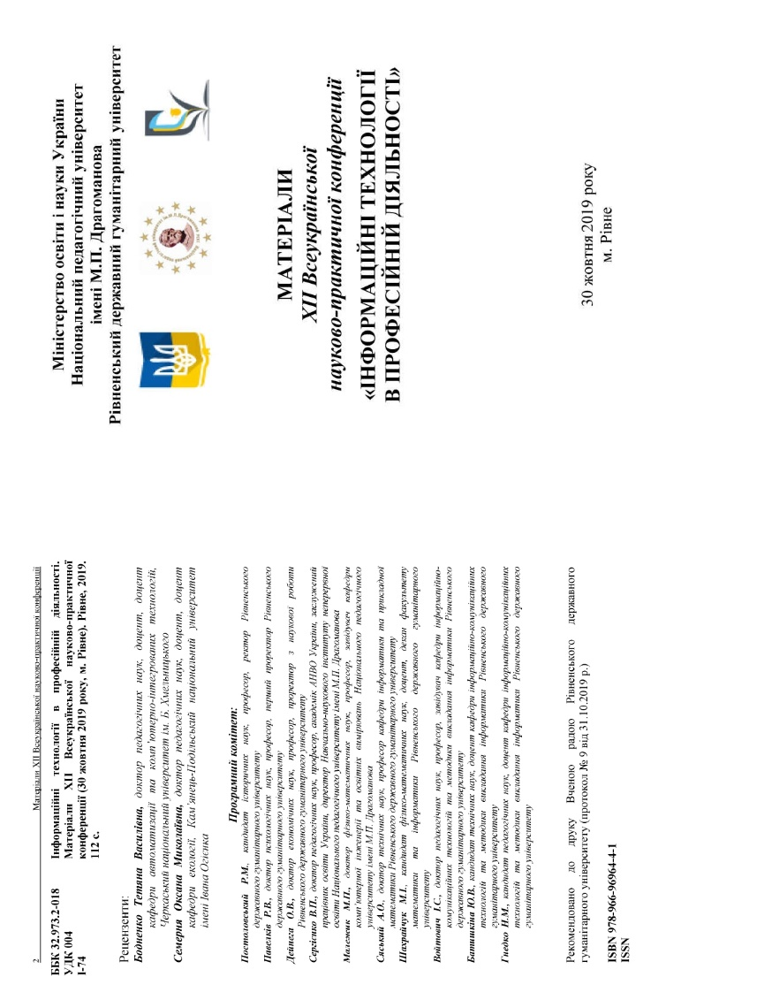 Міністерство освіти і науки України
Національний педагогічний університет
імені М.П. Драгоманова
Рівненський державний гуманітарний університет
МАТЕРІАЛИ
XII Всеукраїнської
науково-практичної конференції
«ІНФОРМАЦІЙНІ ТЕХНОЛОГІЇ
В ПРОФЕСІЙНІЙ ДІЯЛЬНОСТІ»
30 жовтня 2019 року
м. Рівне
2 Матеріали XII Всеукраїнської науково-практичної конференції
ББК 32.973.2-018
УДК 004
І-74
Інформаційні технології в професійній діяльності.
Матеріали XII Всеукраїнської науково-практичної
конференції (30 жовтня 2019 року, м. Рівне). Рівне, 2019.
112 с.
Рецензенти:
Бодненко Тетяна Василівна, доктор педагогічних наук, доцент, доцент
кафедри автоматизації та комп'ютерно-інтегрованих технологій,
Черкаський національний університет ім. Б. Хмельницького
Семерня Оксана Миколаївна, доктор педагогічних наук, доцент, доцент
кафедри екології, Кам'янець-Подільський національний університет
імені Івана Огієнка
Програмний комітет:
Постоловський Р.М., кандидат історичних наук, професор, ректор Рівненського
державного гуманітарного університету
Павелків Р.В., доктор психологічних наук, професор, перший проректор Рівненського
державного гуманітарного університету
Дейнега О.В., доктор економічних наук, професор, проректор з наукової роботи
Рівненського державного гуманітарного університету
Сергієнко В.П., доктор педагогічних наук, професор, академік АНВО України, заслужений
працівник освіти України, директор Навчально-наукового інституту неперервної
освіти Національного педагогічного університету імені М.П. Драгоманова
Малежик М.П., доктор фізико-математичних наук, професор, завідувач кафедри
комп'ютерної інженерії та освітніх вимірювань Національного педагогічного
університету імені М.П. Драгоманова
Сяський А.О., доктор технічних наук, професор кафедри інформатики та прикладної
математики Рівненського державного гуманітарного університету
Шахрайчук М.І., кандидат фізико-математичних наук, доцент, декан факультету
математики та інформатики Рівненського державного гуманітарного
університету
Войтович І.С., доктор педагогічних наук, професор, завідувач кафедри інформаційно-
комунікаційних технологій та методики викладання інформатики Рівненського
державного гуманітарного університету
Батишкіна Ю.В., кандидат технічних наук, доцент кафедри інформаційно-комунікаційних
технологій та методики викладання інформатики Рівненського державного
гуманітарного університету
Гнедко Н.М., кандидат педагогічних наук, доцент кафедри інформаційно-комунікаційних
технологій та методики викладання інформатики Рівненського державного
гуманітарного університету
Рекомендовано до друку Вченою радою Рівненського державного
гуманітарного університету (протокол № 9 від 31.10.2019 р.)
ISBN 978-966-96964-4-1
ISSN